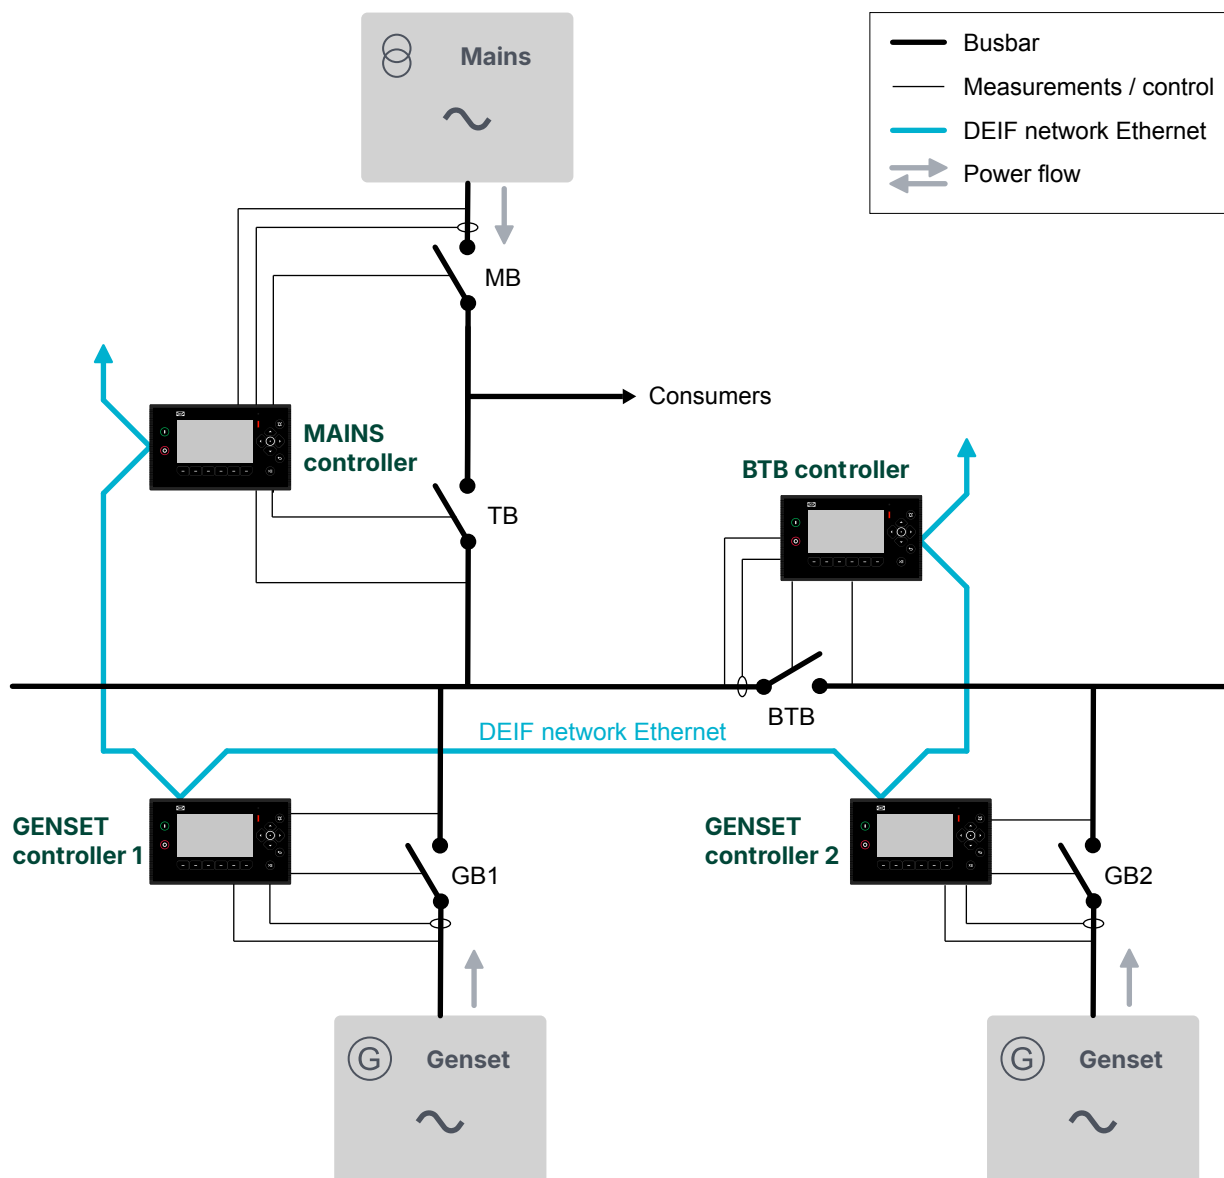 Mains
Busbar
Measurements / control
DEIF network Ethernet
Power flow
MB
Consumers
MAINS
controller
BTB controller
TB
BTB
DEIF network Ethernet
GENSET
controller 1
GB1
GENSET
controller 2
GB2
G
Genset
G
Genset